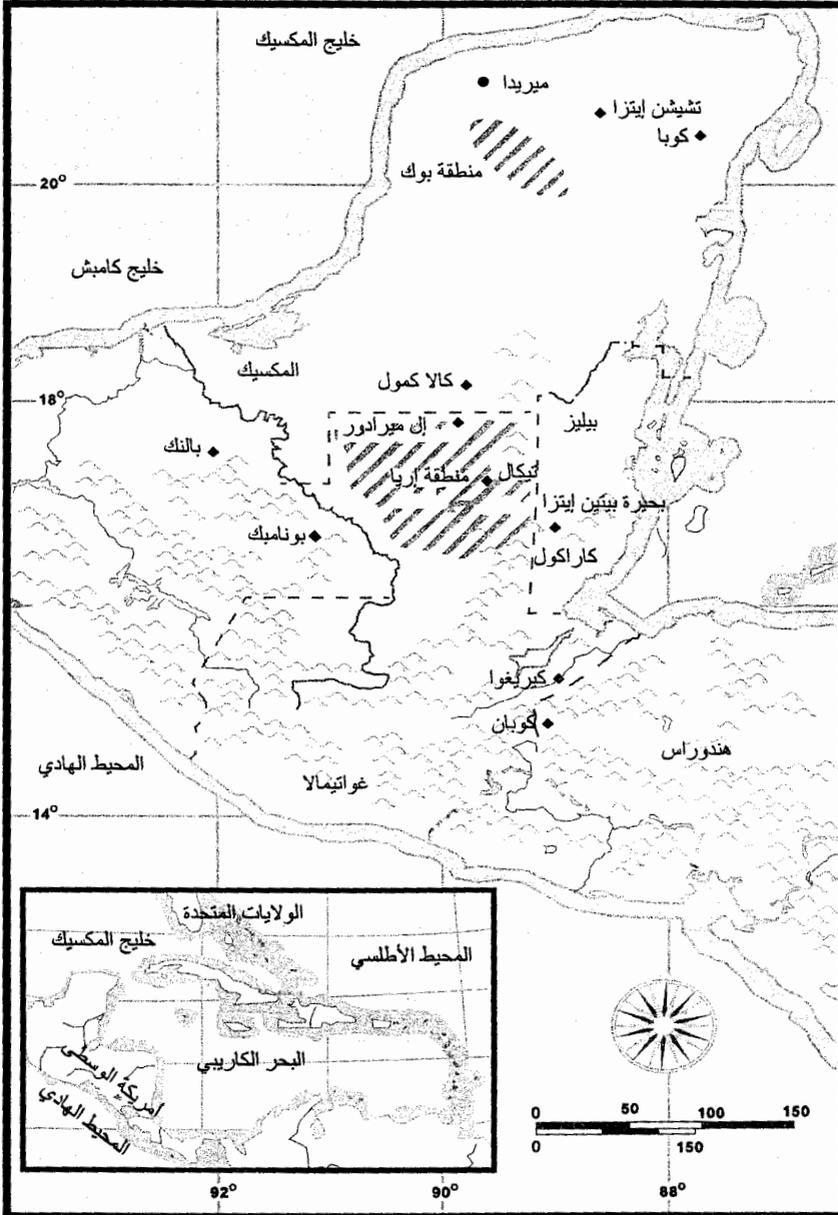 خليج المكسيك
ميريدا
تشيشن إيتزا
كوبا
منطقة بوك
20°
خليج كامبش
المكسيك
كالا كمول
18°
بيليز
إل ميرادور
بالنك
تيكال
منطقة إريا
بحيرة بيتين إيتزا
بونامبك
كاراكول
كيريغوا
كوبان
هندوراس
المحيط الهادي
غواتيمالا
14°
الولايات المتحدة
خليج المكسيك
المحيط الأطلسي
البحر الكاريبي
أمريكة الوسطى
المحيط الهادي
0 50 100 150
0 150
92° 90° 88°